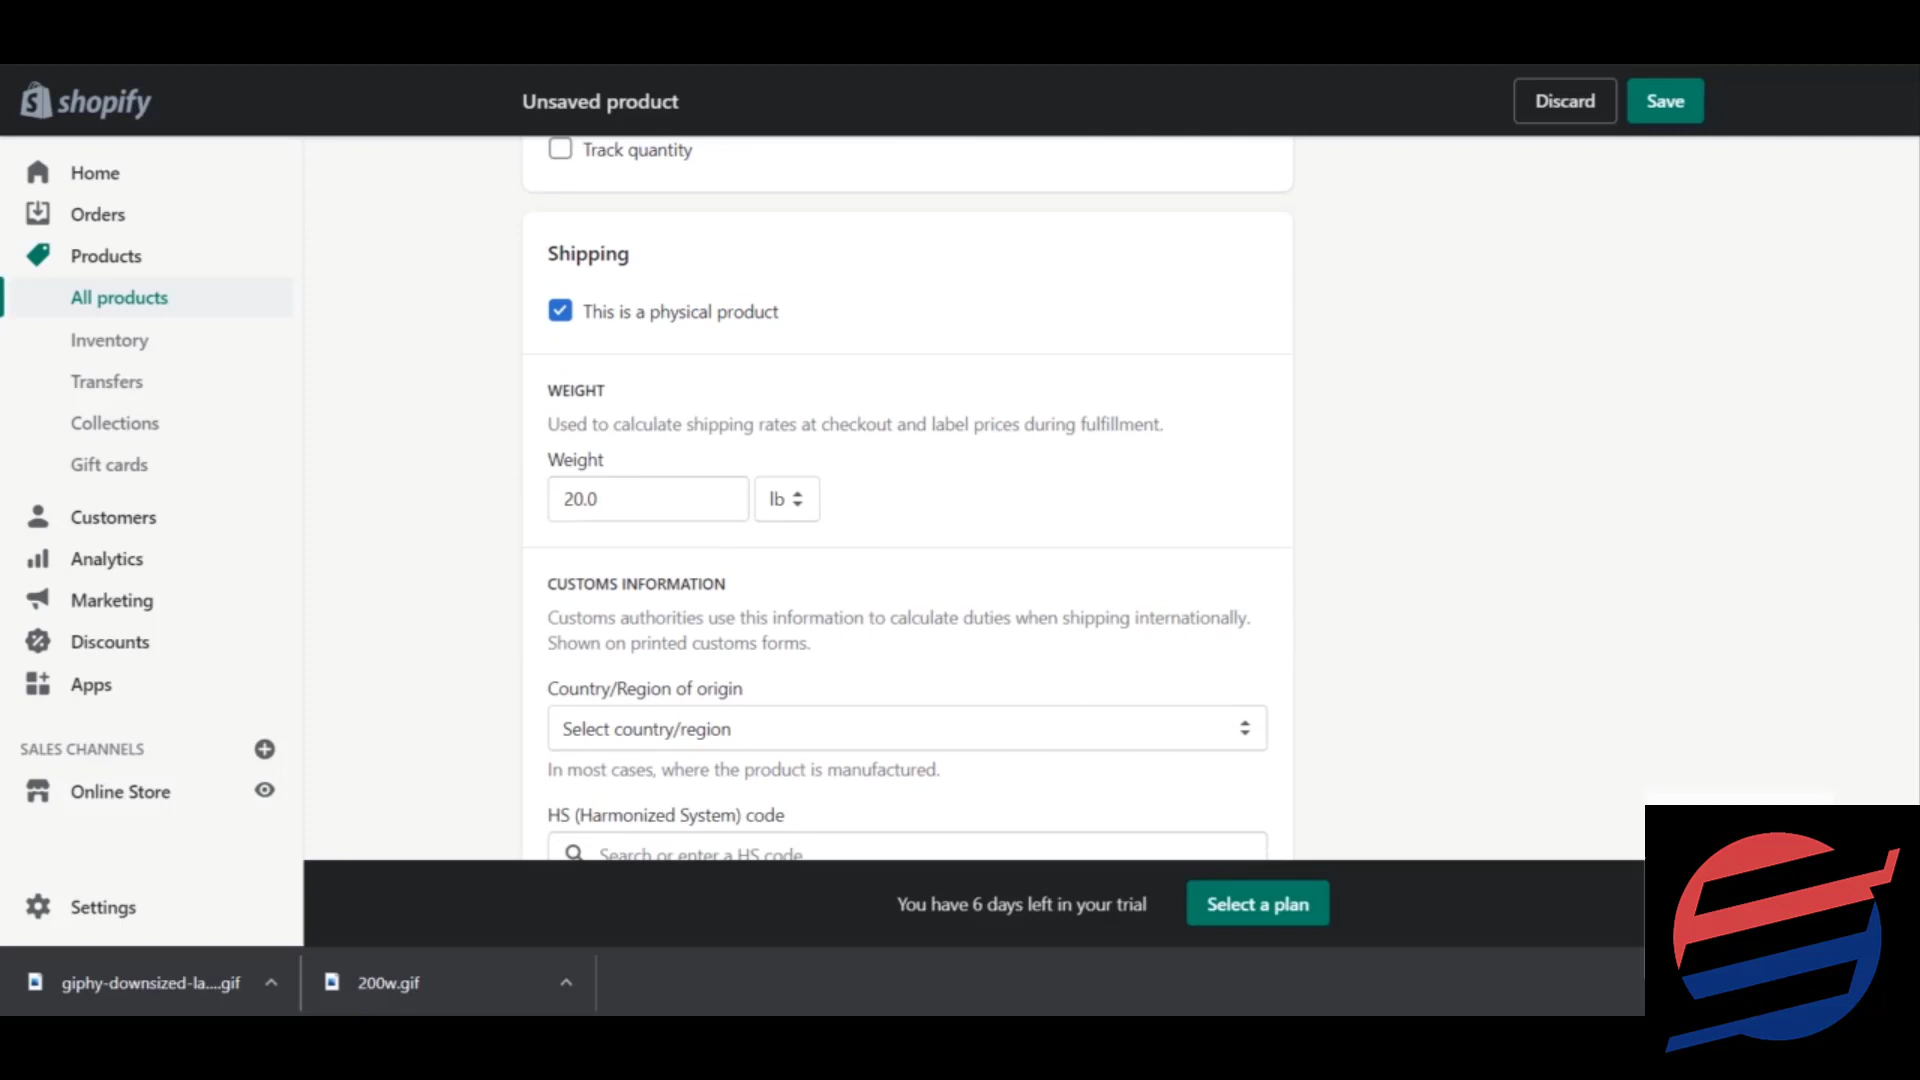 shopify
Unsaved product
Discard
Save
Home
Orders
Products
All products
Inventory
Transfers
Collections
Gift cards
Customers
Analytics
Marketing
Discounts
Apps
SALES CHANNELS
Online Store
Settings
Track quantity
Shipping
This is a physical product
WEIGHT
Used to calculate shipping rates at checkout and label prices during fulfillment.
Weight
20.0
lb
CUSTOMS INFORMATION
Customs authorities use this information to calculate duties when shipping internationally.
Shown on printed customs forms.
Country/Region of origin
Select country/region
In most cases, where the product is manufactured.
HS (Harmonized System) code
Search or enter a HS code
You have 6 days left in your trial
Select a plan
giphy-downsized-la....gif
200w.gif